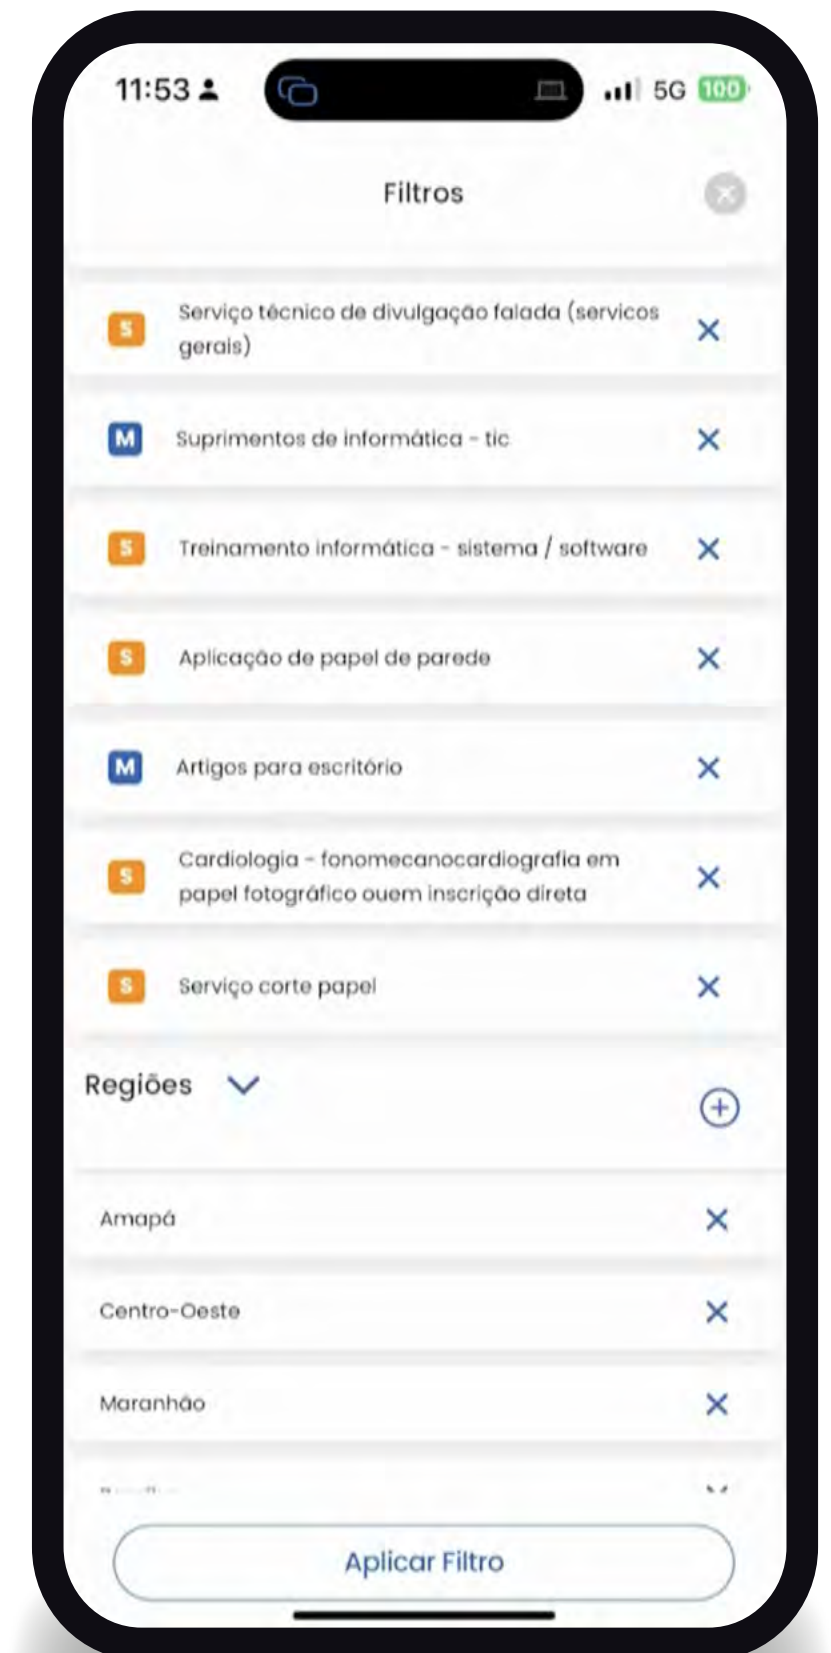 11:53
5G 100
Filtros
S Serviço técnico de divulgação falada (servicos
gerais)
M Suprimentos de informática - tic
S Treinamento informática - sistema / software
S Aplicação de papel de parede
M Artigos para escritório
S Cardiologia - fonomecanocardiografia em
papel fotográfico ouem inscrição direta
S Serviço corte papel
Regiões
Amapá
Centro-Oeste
Maranhão
Aplicar Filtro